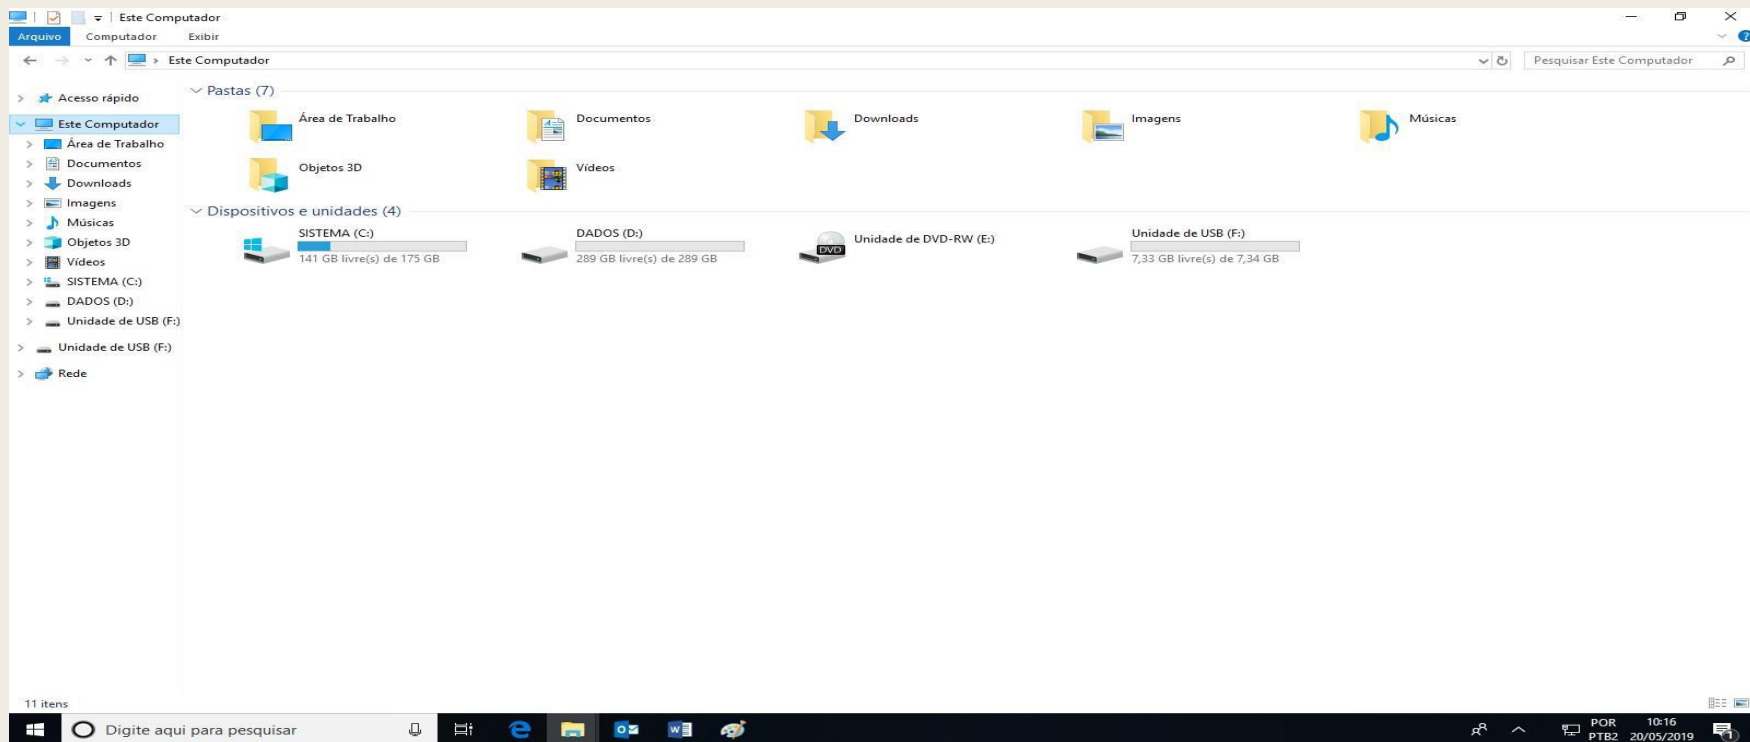 Este Computador
Arquivo Computador Exibir
Este Computador Pesquisar Este Computador
Acesso rápido
Este Computador
Área de Trabalho
Documentos
Downloads
Imagens
Músicas
Objetos 3D
Vídeos
SISTEMA (C:)
DADOS (D:)
Unidade de USB (F:)
Unidade de USB (F:)
Rede
Pastas (7)
Área de Trabalho Documentos Downloads Imagens Músicas
Objetos 3D Vídeos
Dispositivos e unidades (4)
SISTEMA (C:) DADOS (D:) Unidade de DVD-RW (E:) Unidade de USB (F:)
DVD
141 GB livre(s) de 175 GB 289 GB livre(s) de 289 GB 7,33 GB livre(s) de 7,34 GB
11 itens
Digite aqui para pesquisar
POR 10:16
PTB2 20/05/2019
1